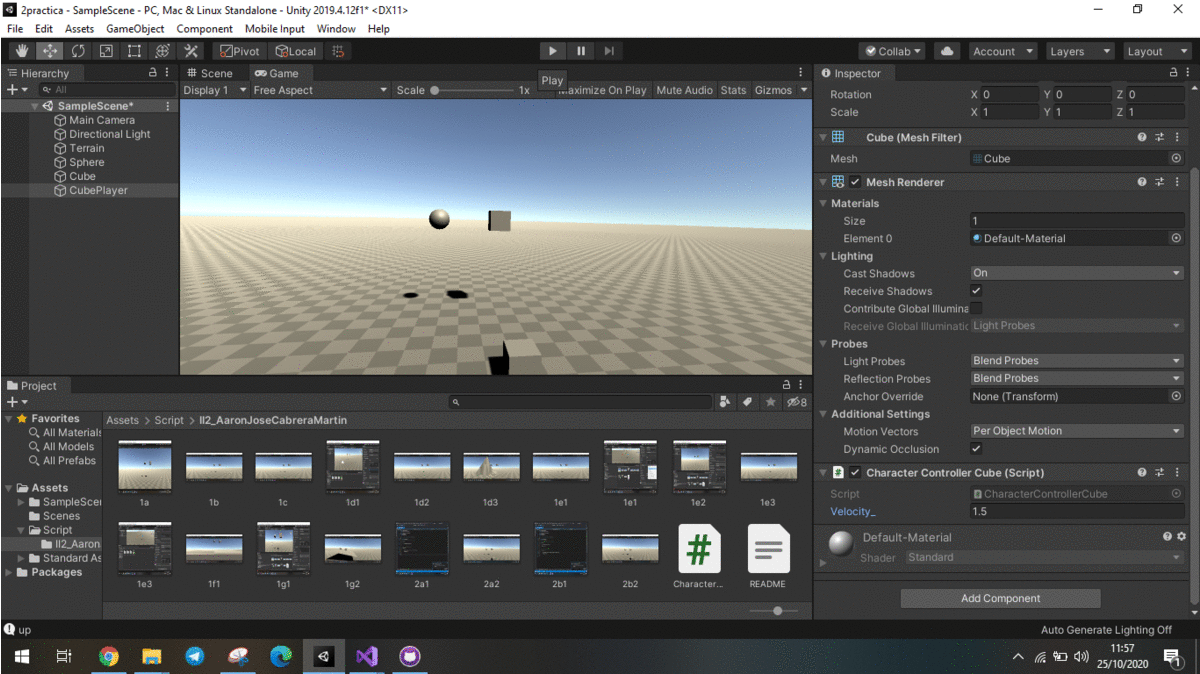 2practica - SampleScene - PC, Mac & Linux Standalone - Unity 2019.4.12f1* <DX11>
File Edit Assets GameObject Component Mobile Input Window Help
Pivot Local Collab Account Layers Layout
Hierarchy
All
SampleScene*
Main Camera
Directional Light
Terrain
Sphere
Cube
CubePlayer
Scene Game
Display 1 Free Aspect Scale 1x Maximize On Play Mute Audio Stats Gizmos
Play
Inspector
Rotation X 0 Y 0 Z 0
Scale X 1 Y 1 Z 1
Cube (Mesh Filter)
Mesh Cube
Mesh Renderer
Materials
Size 1
Element 0 Default-Material
Lighting
Cast Shadows On
Receive Shadows
Contribute Global Illumina
Receive Global Illuminatic Light Probes
Probes
Light Probes Blend Probes
Reflection Probes Blend Probes
Anchor Override None (Transform)
Additional Settings
Motion Vectors Per Object Motion
Dynamic Occlusion
Character Controller Cube (Script)
Script CharacterControllerCube
Velocity_ 1.5
Default-Material
Shader Standard
Add Component
Project
8
Favorites
All Materials
All Models
All Prefabs
Assets
SampleScen
Scenes
Script
II2_Aaron
Standard As
Packages
Assets > Script > II2_AaronJoseCabreraMartin
1a 1b 1c 1d1 1d2 1d3 1e1 1e1 1e2 1e3
1e3 1f1 1g1 1g2 2a1 2a2 2b1 2b2 Character... README
up
Auto Generate Lighting Off
11:57
25/10/2020
1